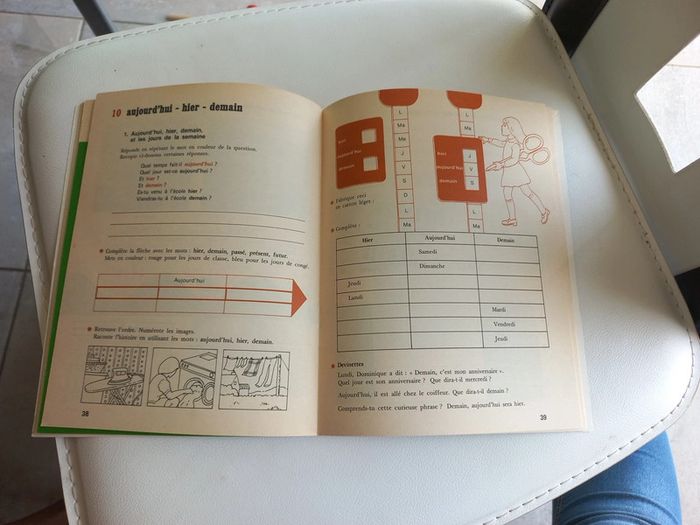 10 aujourd'hui - hier - demain
1. Aujourd'hui, hier, demain,
et les jours de la semaine
Réponds en répétant le mot en couleur de la question.
Recopie ci-dessous certaines réponses.
Quel temps fait-il aujourd'hui ?
Quel jour est-ce aujourd'hui ?
Et hier ?
Et demain ?
Es-tu venu à l'école hier ?
Viendras-tu à l'école demain ?
Complète la flèche avec les mots : hier, demain, passé, présent, futur.
Mets en couleur : rouge pour les jours de classe, bleu pour les jours de congé.
Aujourd'hui
Retrouve l'ordre. Numérote les images.
Raconte l'histoire en utilisant les mots : aujourd'hui, hier, demain.
38
L
Ma
Me
J
V
S
D
L
Ma
hier
aujourd'hui
demain
L
Ma
hier
aujourd'hui
demain
J
V
S
L
Ma
Fabrique ceci
en carton léger :
Complète :
Hier Aujourd'hui Demain
Samedi
Dimanche
Jeudi
Lundi
Mardi
Vendredi
Jeudi
Devinettes
Lundi, Dominique a dit : « Demain, c'est mon anniversaire ».
Quel jour est son anniversaire ? Que dira-t-il mercredi ?
Aujourd'hui, il est allé chez le coiffeur. Que dira-t-il demain ?
Comprends-tu cette curieuse phrase ? Demain, aujourd'hui sera hier.
39